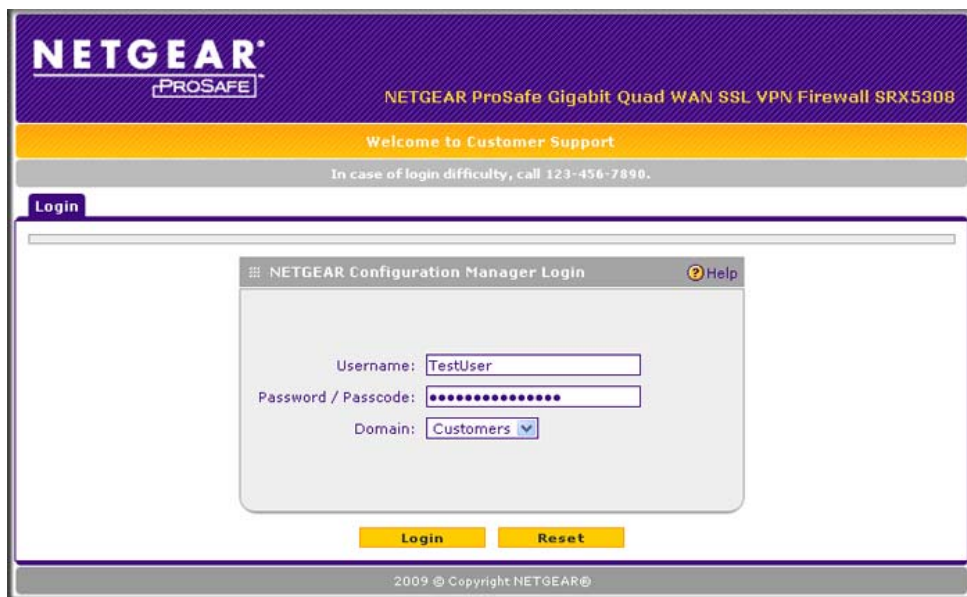 NETGEAR®
PROSAFE™
NETGEAR ProSafe Gigabit Quad WAN SSL VPN Firewall SRX5308
Welcome to Customer Support
In case of login difficulty, call 123-456-7890.
Login
NETGEAR Configuration Manager Login
Help
Username: TestUser
Password / Passcode: •••••••••••••••
Domain: Customers
Login Reset
2009 © Copyright NETGEAR®